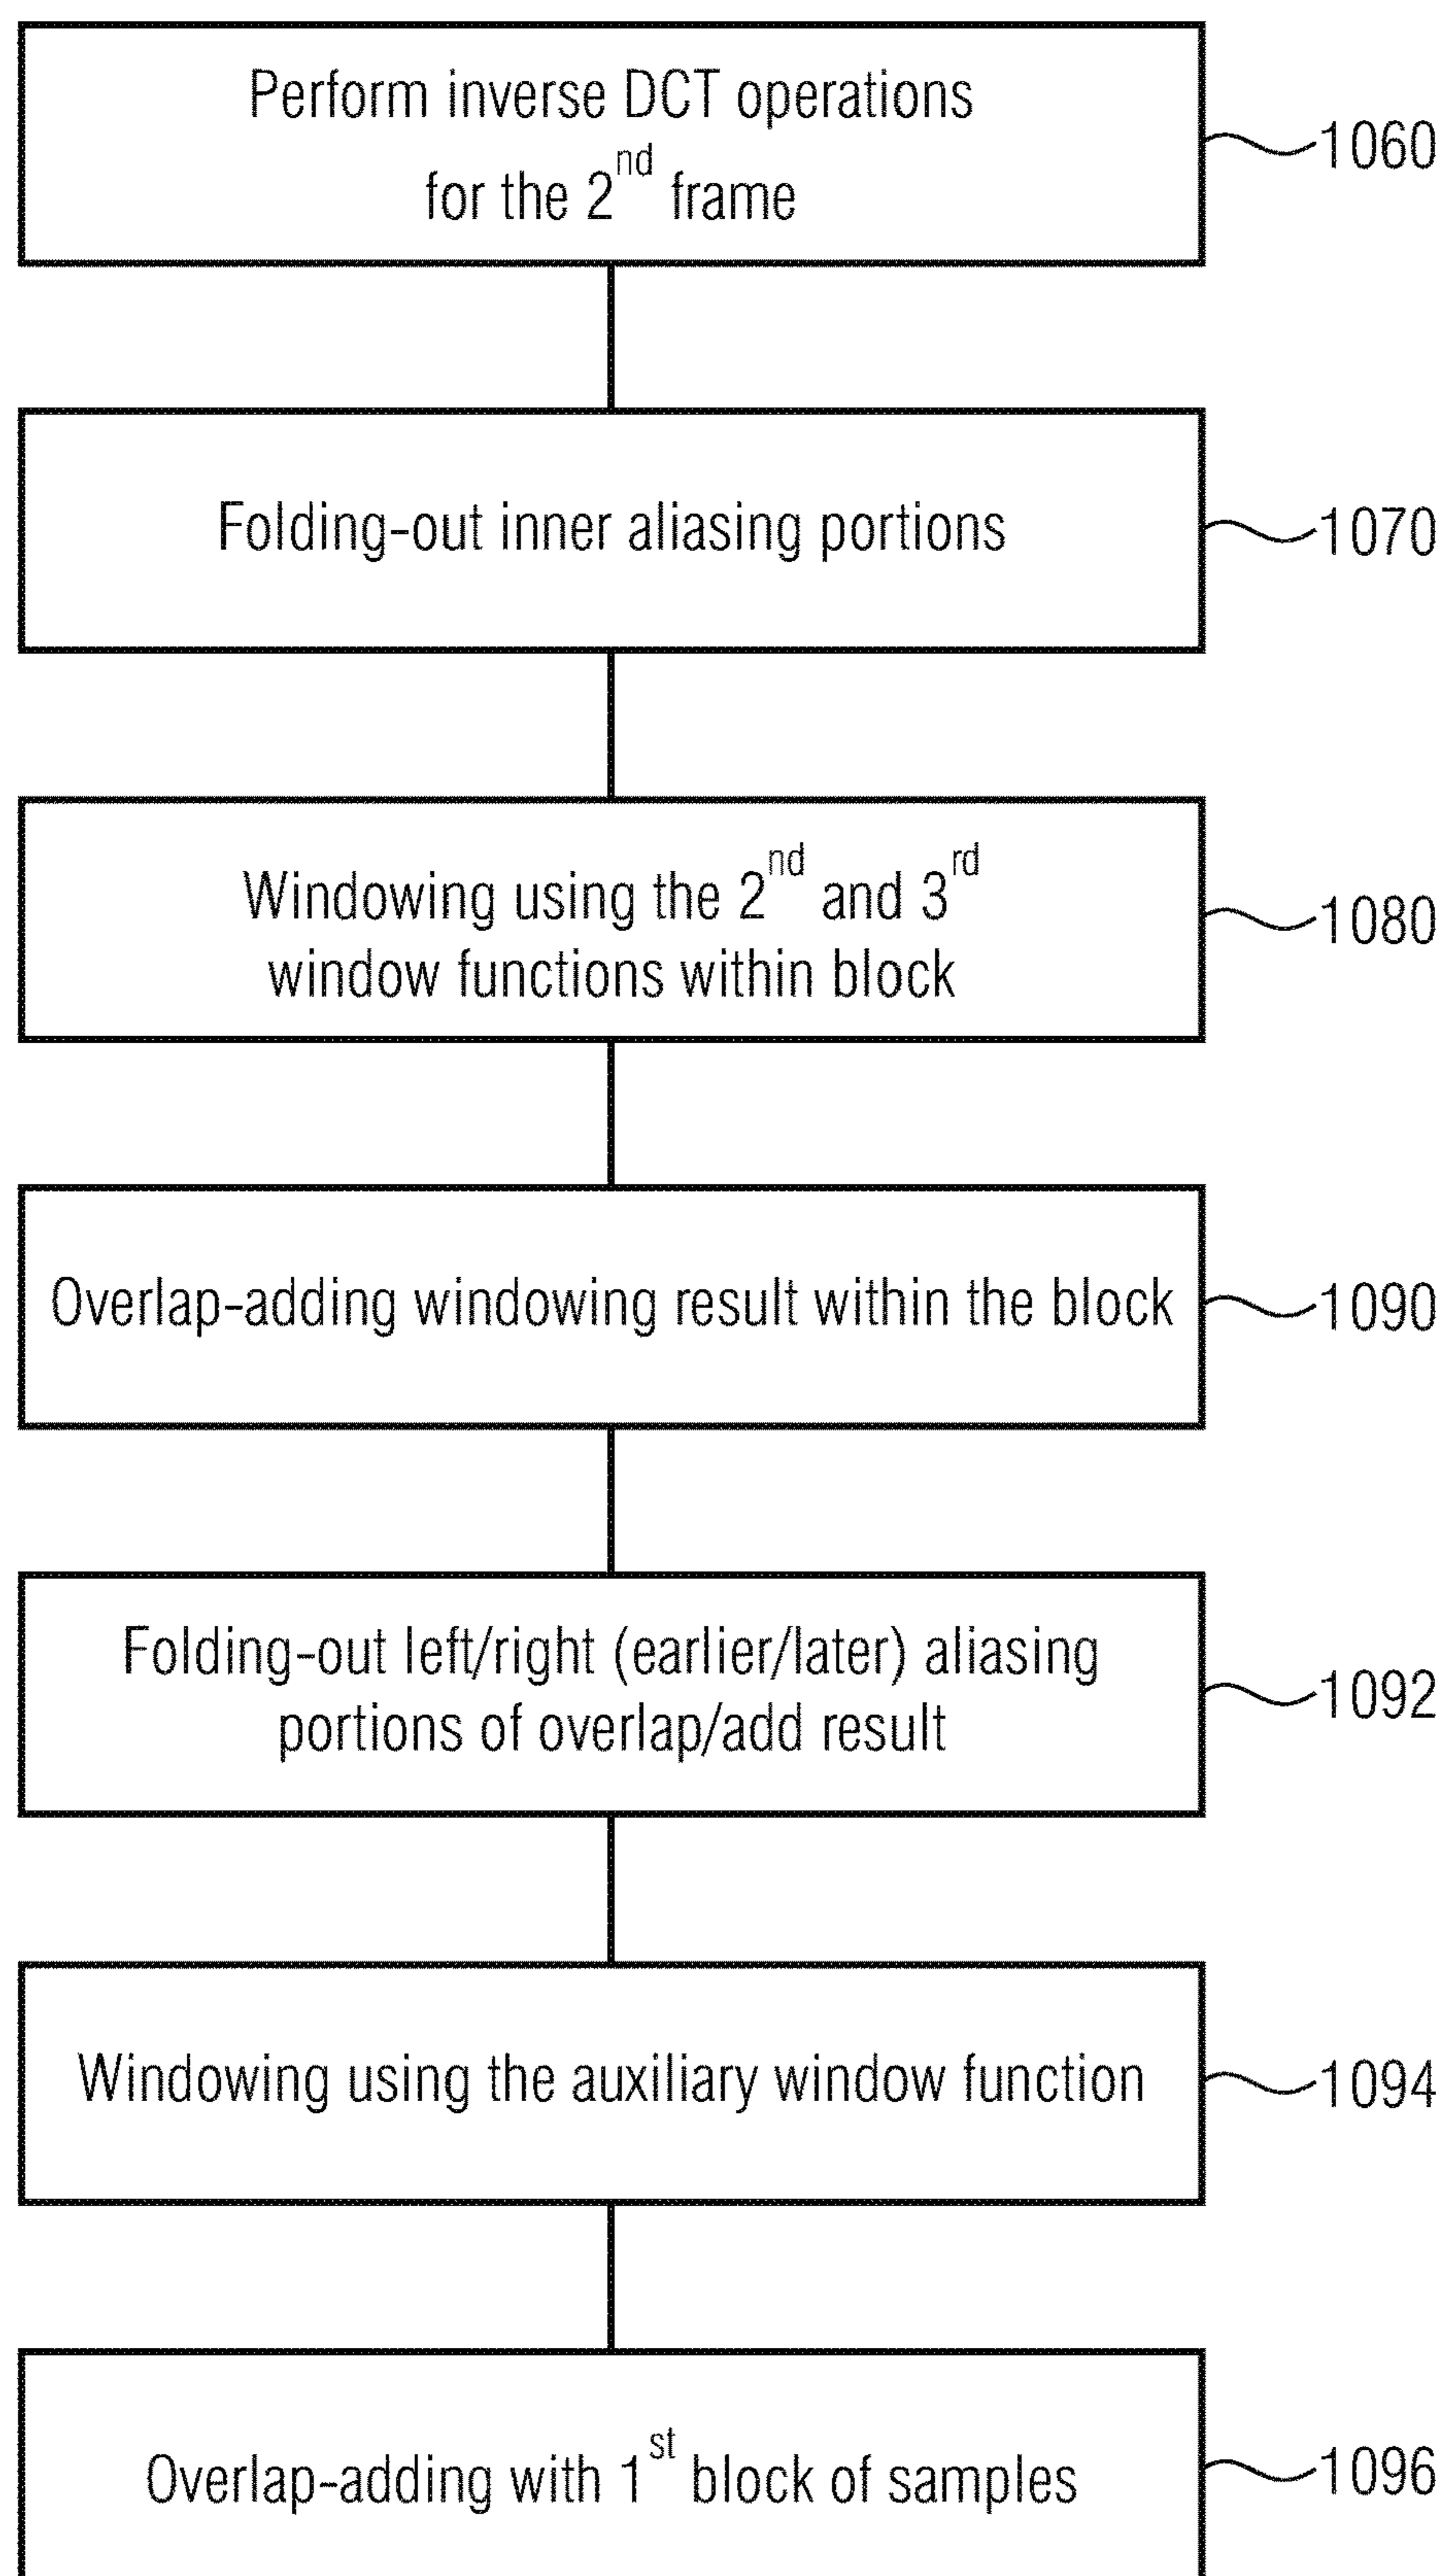 Perform inverse DCT operations
for the 2nd frame
1060
Folding-out inner aliasing portions
1070
Windowing using the 2nd and 3rd
window functions within block
1080
Overlap-adding windowing result within the block
1090
Folding-out left/right (earlier/later) aliasing
portions of overlap/add result
1092
Windowing using the auxiliary window function
1094
Overlap-adding with 1st block of samples
1096